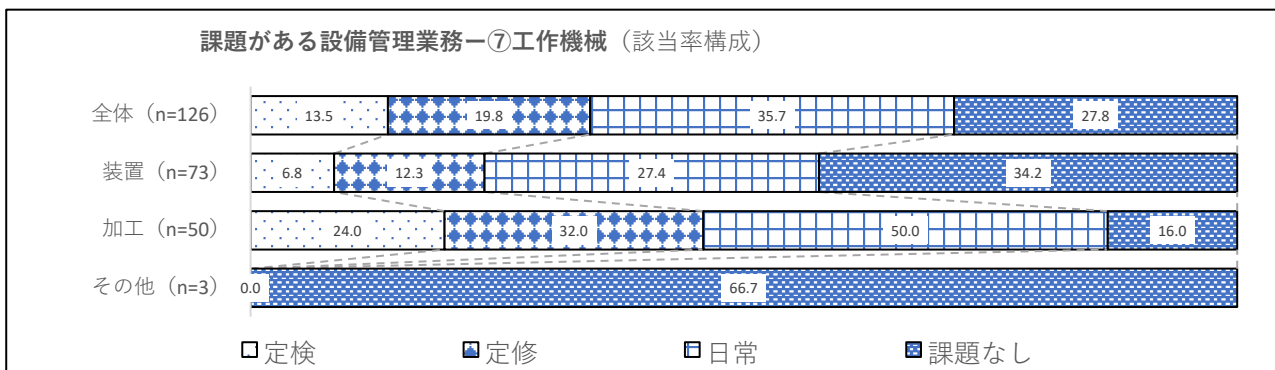 課題がある設備管理業務ー⑦工作機械（該当率構成）
全体（n=126）
13.5 19.8 35.7 27.8
装置（n=73）
6.8 12.3 27.4 34.2
加工（n=50）
24.0 32.0 50.0 16.0
その他（n=3）
0.0 66.7
定検 定修 日常 課題なし